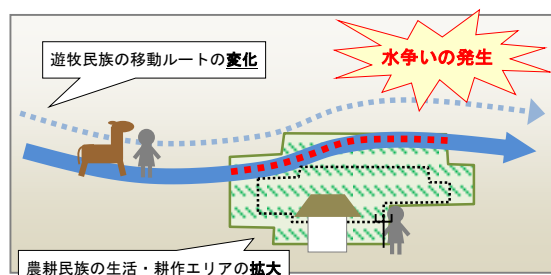 遊牧民族の移動ルートの変化
水争いの発生
農耕民族の生活・耕作エリアの拡大